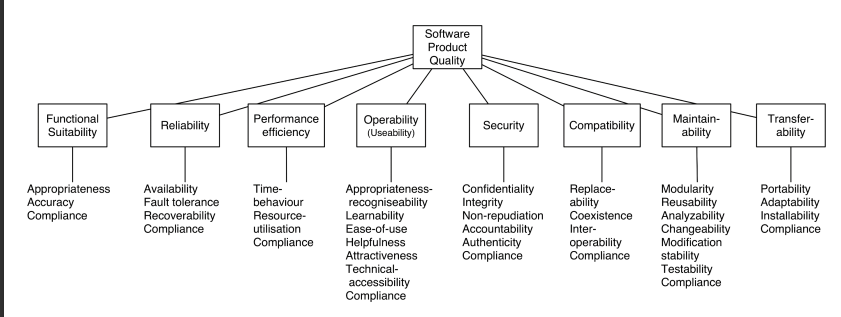 Software
Product
Quality
Functional
Suitability
Reliability
Performance
efficiency
Operability
(Useability)
Security
Compatibility
Maintain-
ability
Transfer-
ability
Appropriateness
Accuracy
Compliance
Availability
Fault tolerance
Recoverability
Compliance
Time-
behaviour
Resource-
utilisation
Compliance
Appropriateness-
recogniseability
Learnability
Ease-of-use
Helpfulness
Attractiveness
Technical-
accessibility
Compliance
Confidentiality
Integrity
Non-repudiation
Accountability
Authenticity
Compliance
Replace-
ability
Coexistence
Inter-
operability
Compliance
Modularity
Reusability
Analyzability
Changeability
Modification
stability
Testability
Compliance
Portability
Adaptability
Installability
Compliance